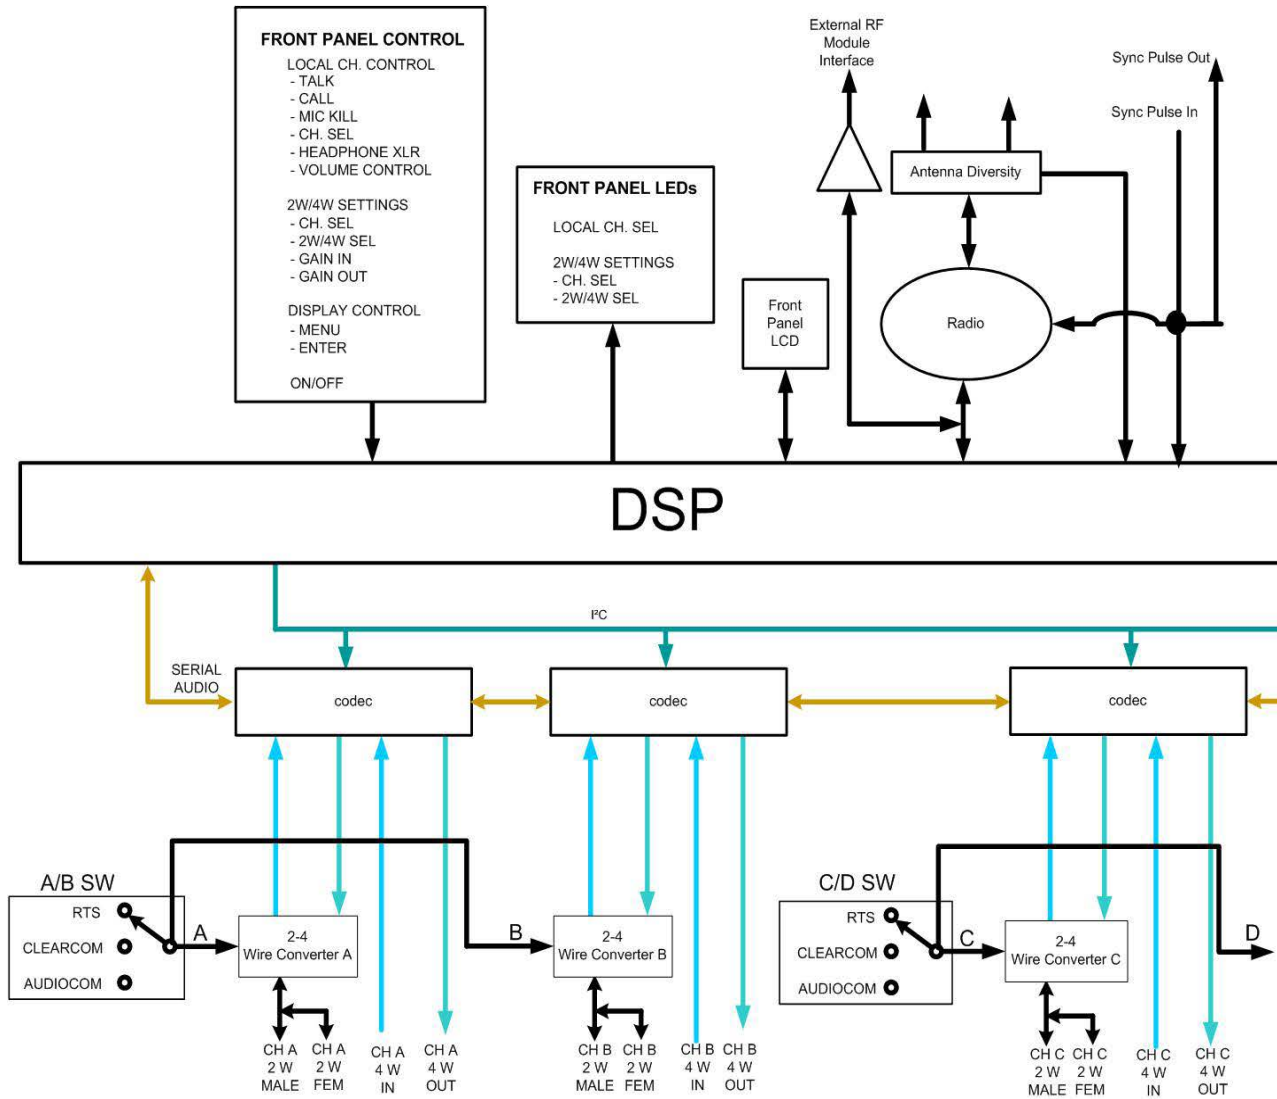 FRONT PANEL CONTROL
LOCAL CH. CONTROL
- TALK
- CALL
- MIC KILL
- CH. SEL
- HEADPHONE XLR
- VOLUME CONTROL
2W/4W SETTINGS
- CH. SEL
- 2W/4W SEL
- GAIN IN
- GAIN OUT
DISPLAY CONTROL
- MENU
- ENTER
ON/OFF
FRONT PANEL LEDs
LOCAL CH. SEL
2W/4W SETTINGS
- CH. SEL
- 2W/4W SEL
Front
Panel
LCD
External RF
Module
Interface
Antenna Diversity
Radio
Sync Pulse Out
Sync Pulse In
DSP
I²C
SERIAL
AUDIO
codec
codec
codec
A/B SW
RTS
CLEARCOM
AUDIOCOM
A
2-4
Wire Converter A
B
2-4
Wire Converter B
C/D SW
RTS
CLEARCOM
AUDIOCOM
C
2-4
Wire Converter C
D
CH A
2 W
MALE
CH A
2 W
FEM
CH A
4 W
IN
CH A
4 W
OUT
CH B
2 W
MALE
CH B
2 W
FEM
CH B
4 W
IN
CH B
4 W
OUT
CH C
2 W
MALE
CH C
2 W
FEM
CH C
4 W
IN
CH C
4 W
OUT